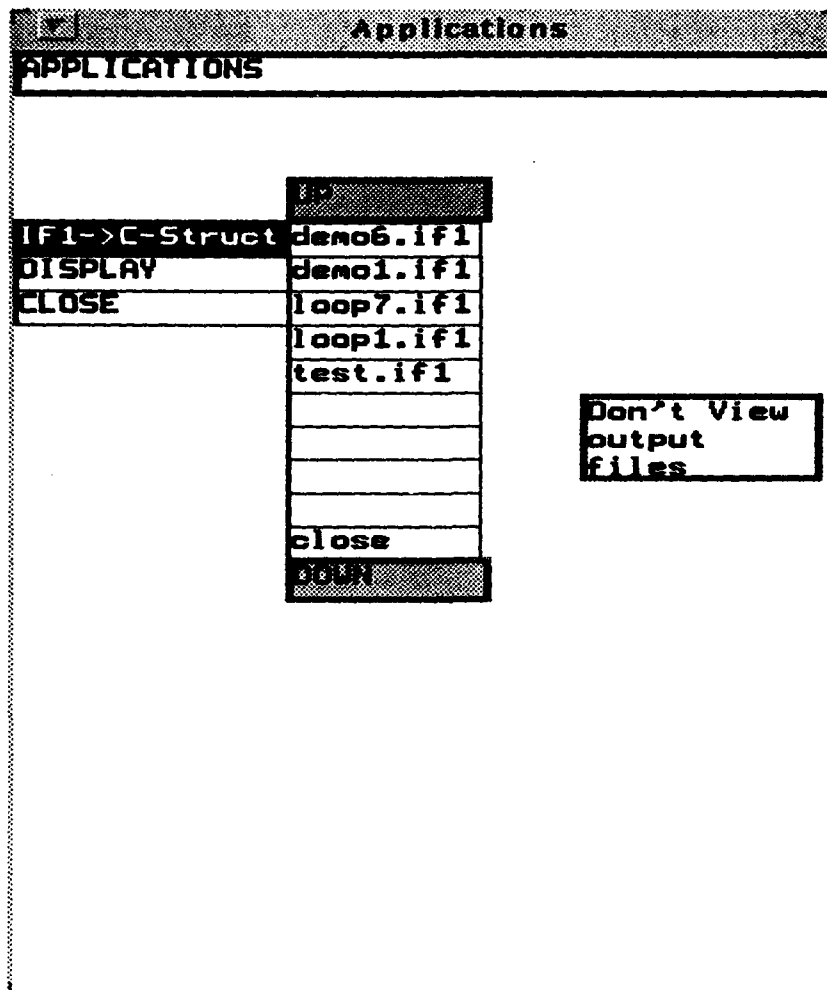 Applications
APPLICATIONS
UP
If1->C-Struct
demo6.if1
DISPLAY
demo1.if1
CLOSE
loop7.if1
loop1.if1
test.if1
Don't View
output
files
close
DOWN